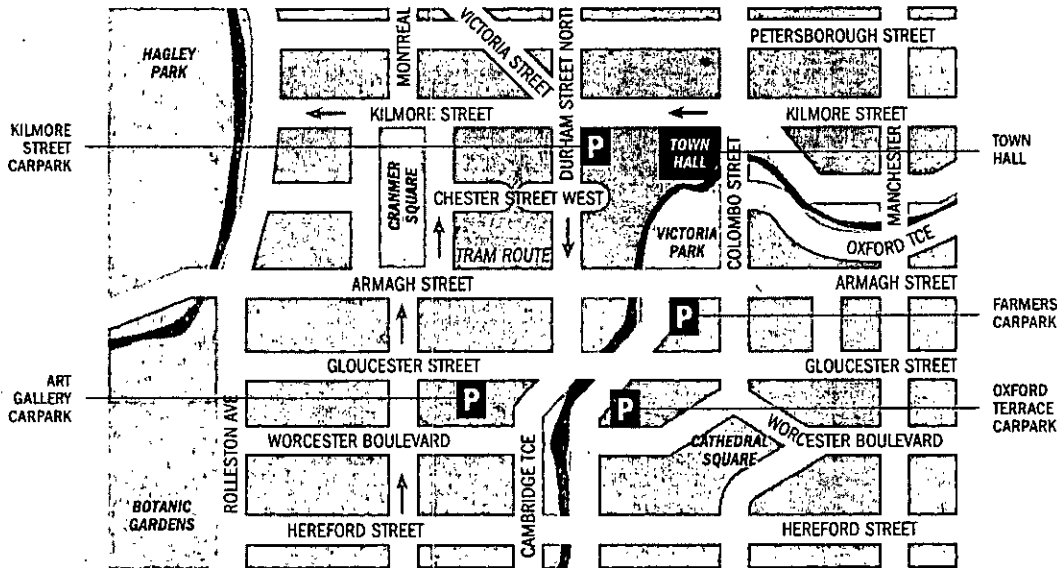 PETERSBOROUGH STREET
VICTORIA STREET
MONTREAL
DURHAM STREET NORTH
HAGLEY
PARK
KILMORE STREET
KILMORE STREET
KILMORE
STREET
CARPARK
P
TOWN
HALL
TOWN
HALL
CRANMER
SQUARE
CHESTER STREET WEST
COLOMBO STREET
MANCHESTER
VICTORIA
PARK
OXFORD TCE
TRAM ROUTE
ARMAGH STREET
ARMAGH STREET
P
FARMERS
CARPARK
GLOUCESTER STREET
GLOUCESTER STREET
ART
GALLERY
CARPARK
P
P
OXFORD
TERRACE
CARPARK
ROLLESTON AVE
WORCESTER BOULEVARD
CAMBRIDGE TCE
CATHEDRAL
SQUARE
WORCESTER BOULEVARD
BOTANIC
GARDENS
HEREFORD STREET
HEREFORD STREET